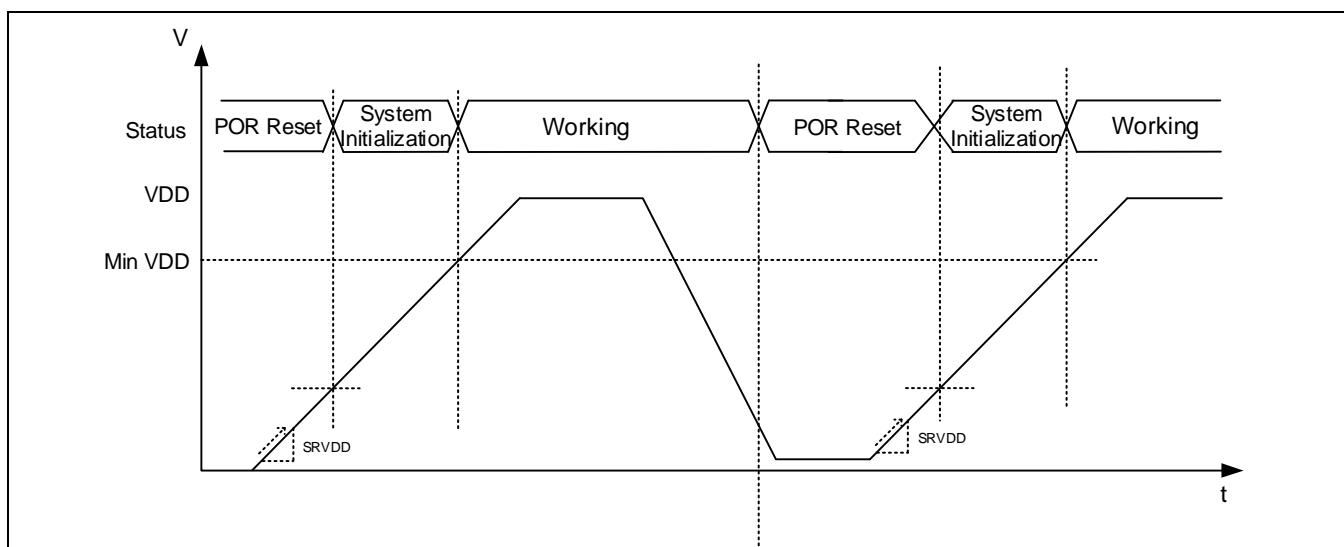 V
Status
POR Reset
System
Initialization
Working
POR Reset
System
Initialization
Working
VDD
Min VDD
SRVDD
SRVDD
t